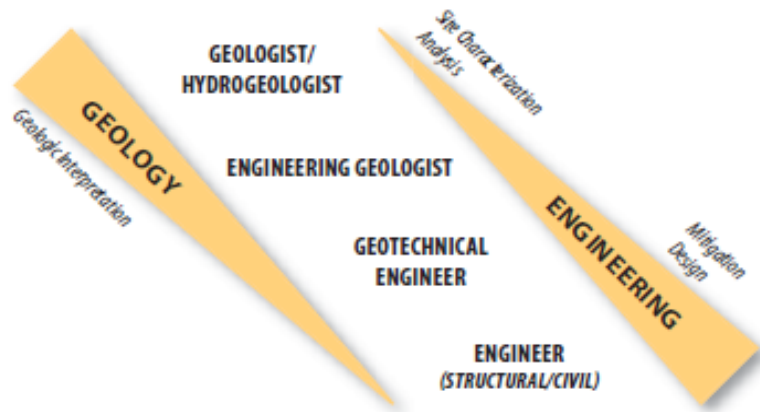 GEOLOGIST/
HYDROGEOLOGIST
Site Characterization
Analysis
GEOLOGY
Geologic Interpretation
ENGINEERING GEOLOGIST
ENGINEERING
Mitigation
Design
GEOTECHNICAL
ENGINEER
ENGINEER
(STRUCTURAL/CIVIL)